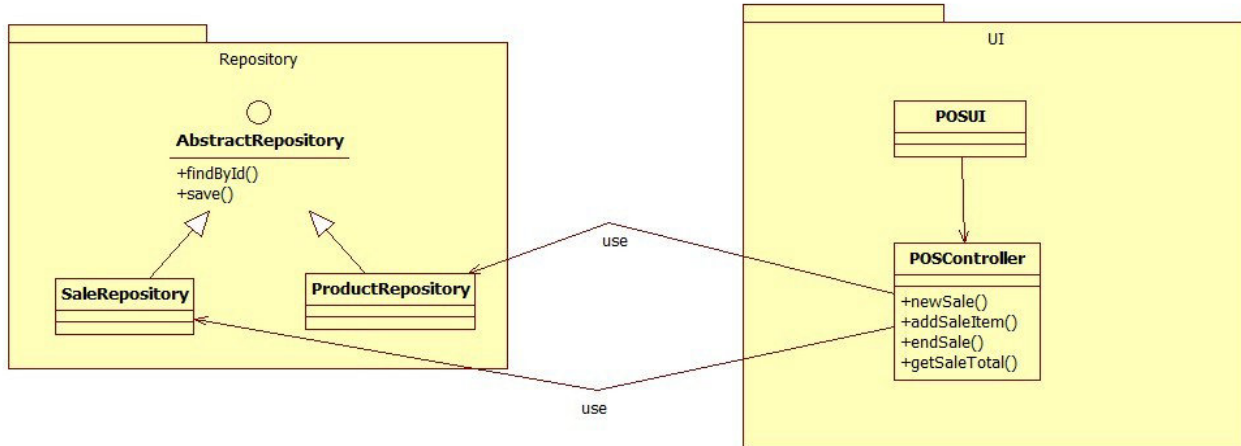 Repository
AbstractRepository
+findById()
+save()
SaleRepository
ProductRepository
use
use
UI
POSUI
POSController
+newSale()
+addSaleItem()
+endSale()
+getSaleTotal()